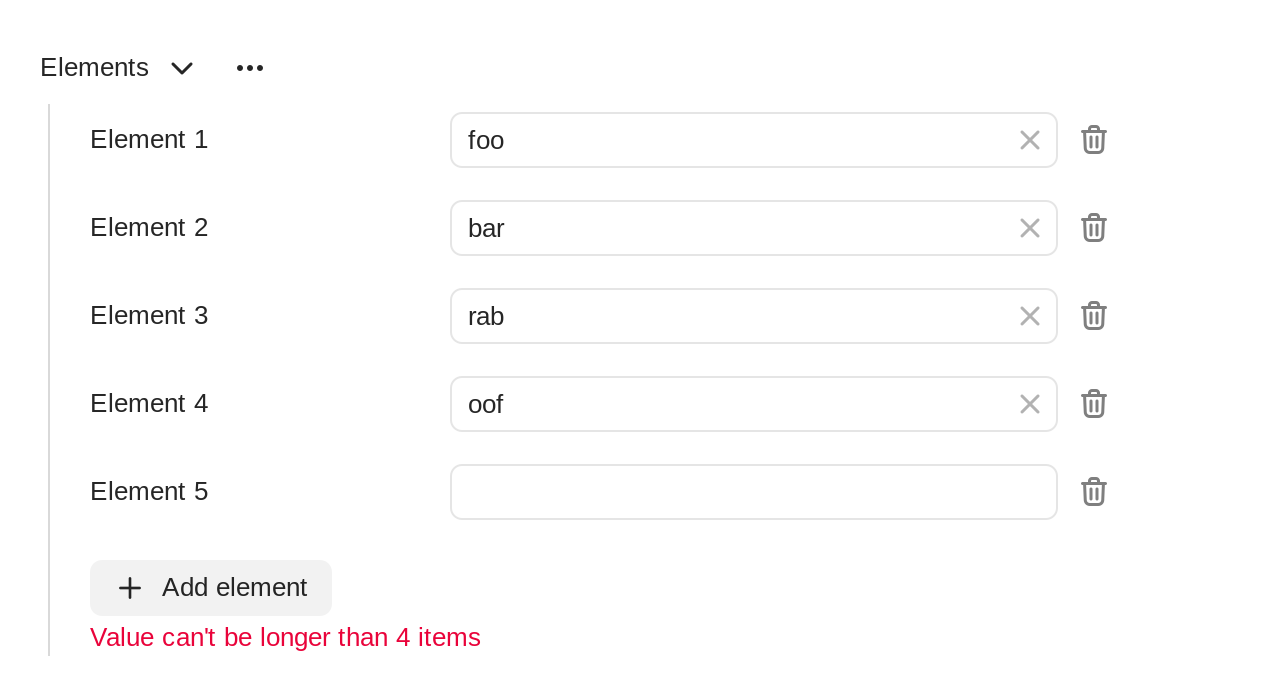 Elements
Element 1
foo
Element 2
bar
Element 3
rab
Element 4
oof
Element 5
Add element
Value can't be longer than 4 items